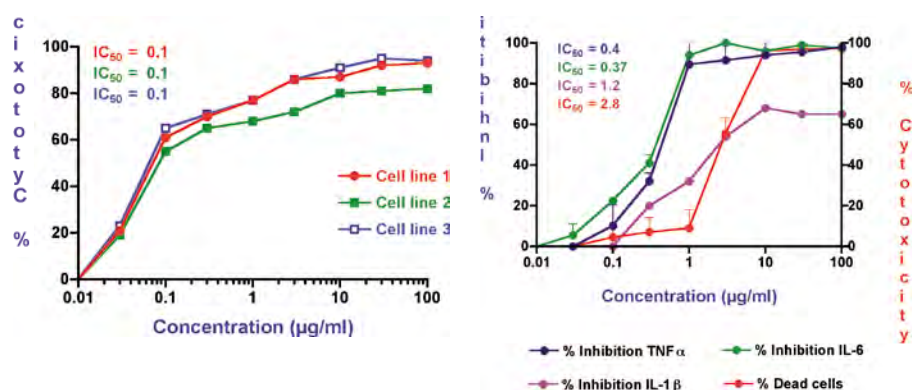 % Cytotoxic
IC50 = 0.1
IC50 = 0.1
IC50 = 0.1
100
80
60
40
20
0
Cell line 1
Cell line 2
Cell line 3
0.01 0.1 1 10 100
Concentration (µg/ml)
% Inhibiti
IC50 = 0.4
IC50 = 0.37
IC50 = 1.2
IC50 = 2.8
100
80
60
40
20
0
100
80
60
40
20
0
% Cytotoxicity
0.01 0.1 1 10 100
Concentration (µg/ml)
% Inhibition TNFα
% Inhibition IL-6
% Inhibition IL-1β
% Dead cells